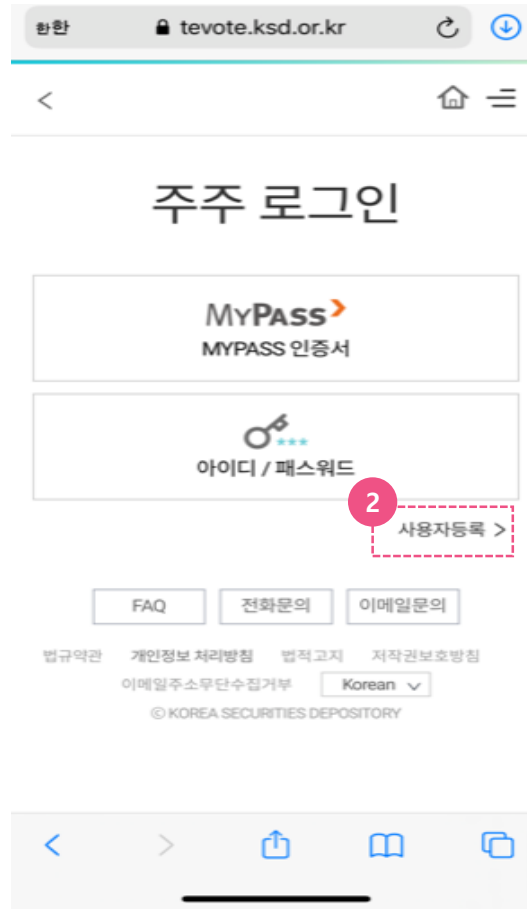 한한 tevote.ksd.or.kr
주주 로그인
MYPASS
MYPASS 인증서
***
아이디 / 패스워드
2
사용자등록 >
FAQ 전화문의 이메일문의
법규약관 개인정보 처리방침 법적고지 저작권보호방침
이메일주소무단수집거부 Korean
© KOREA SECURITIES DEPOSITORY